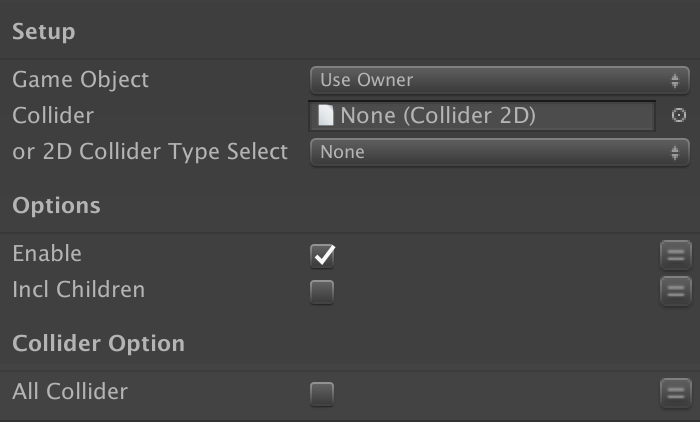 Setup
Game Object Use Owner
Collider None (Collider 2D)
or 2D Collider Type Select None
Options
Enable
Incl Children
Collider Option
All Collider